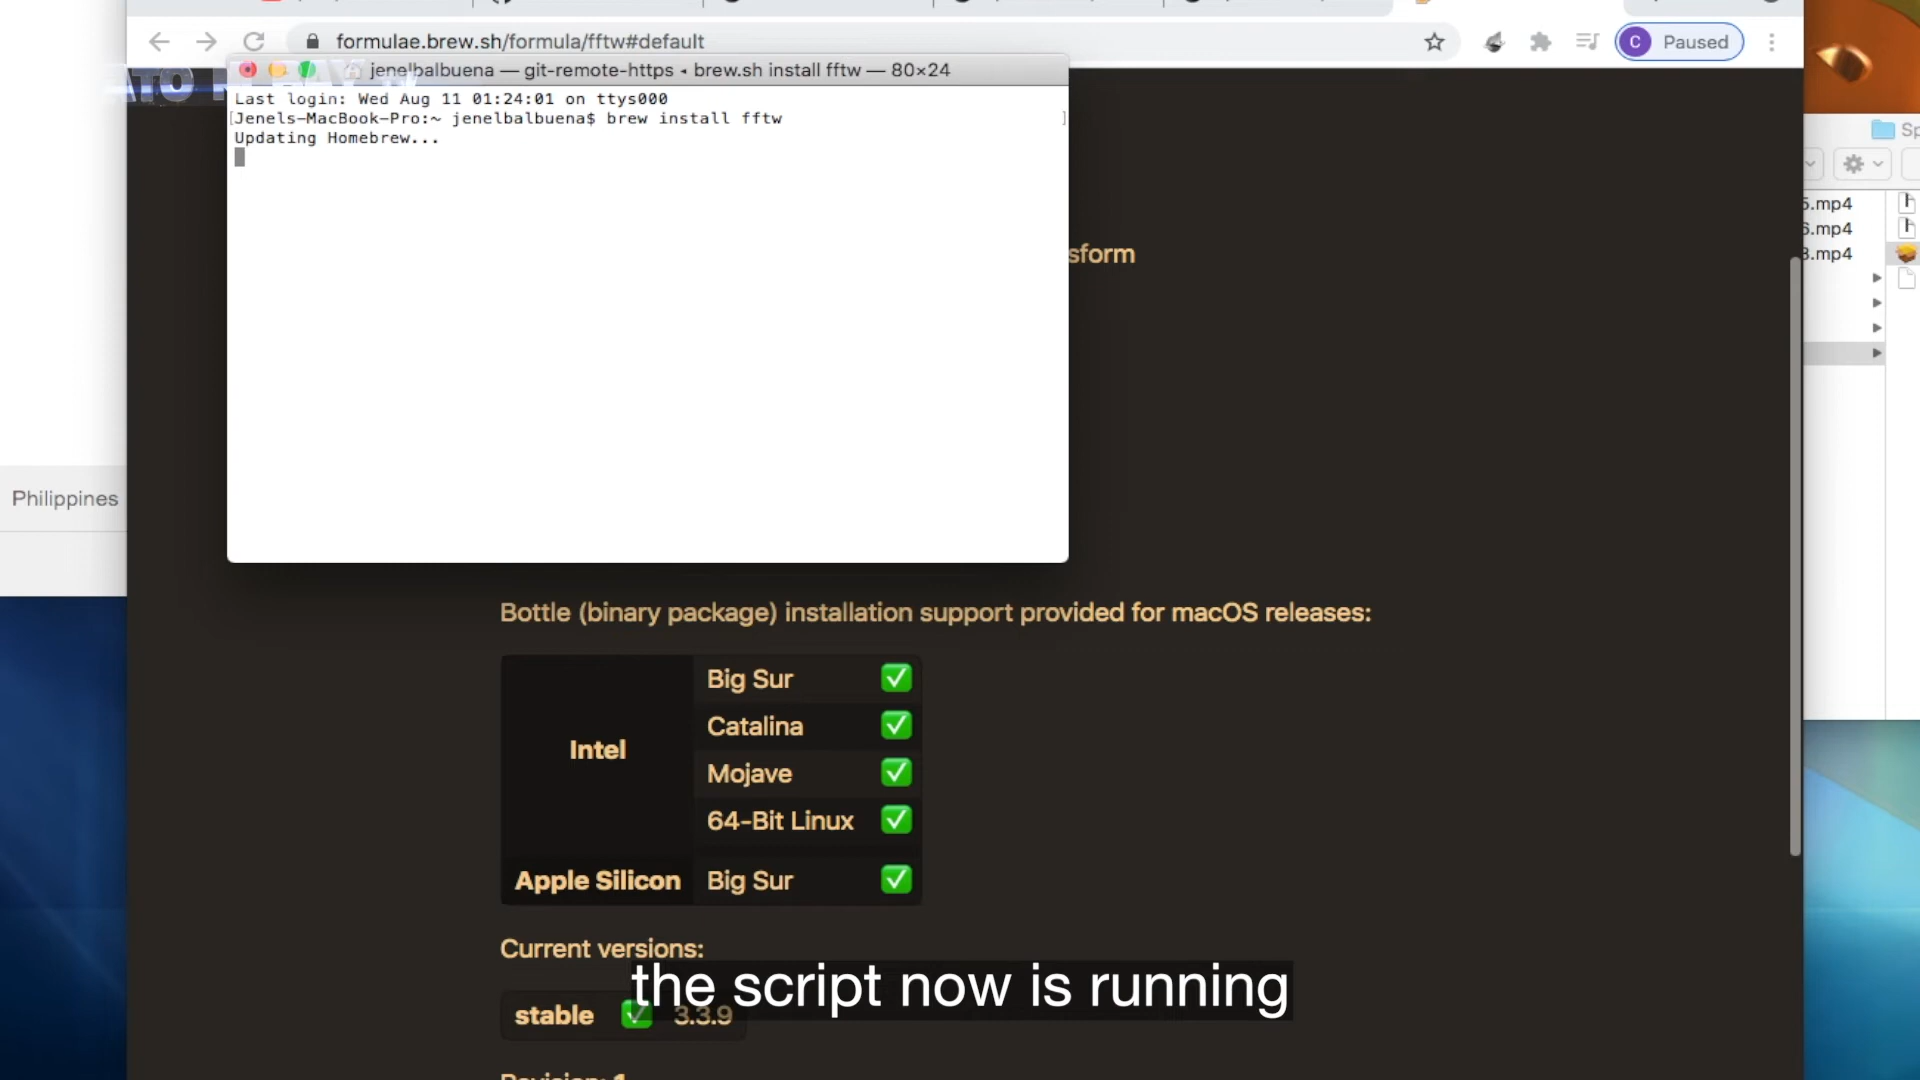 formulae.brew.sh/formula/fftw#default
C Paused
jenelbalbuena — git-remote-https ◂ brew.sh install fftw — 80×24
Last login: Wed Aug 11 01:24:01 on ttys000
[Jenels-MacBook-Pro:~ jenelbalbuena$ brew install fftw ]
Updating Homebrew...
sform
.mp4
.mp4
.mp4
Philippines
Bottle (binary package) installation support provided for macOS releases:
Intel
Big Sur ✅
Catalina ✅
Mojave ✅
64-Bit Linux ✅
Apple Silicon Big Sur ✅
Current versions:
the script now is running
stable ✅ 3.3.9